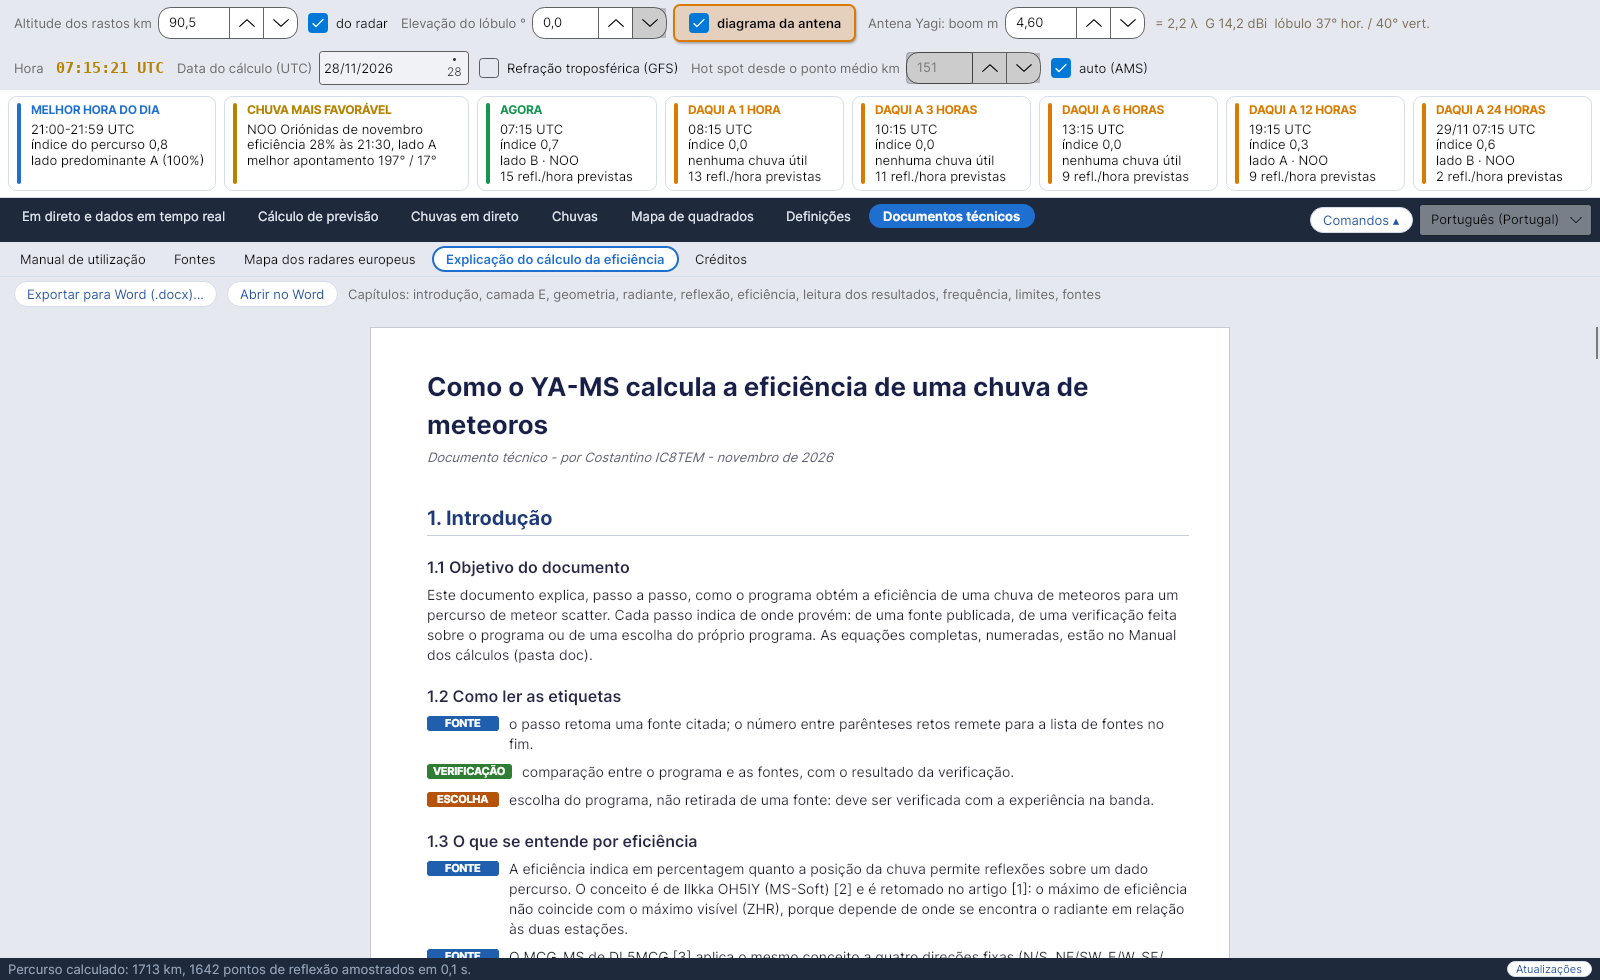 Altitude dos rastos km 90,5 do radar Elevação do lóbulo ° 0,0 diagrama da antena Antena Yagi: boom m 4,60 = 2,2 λ G 14,2 dBi lóbulo 37° hor. / 40° vert.
Hora 07:15:21 UTC Data do cálculo (UTC) 28/11/2026 28 Refração troposférica (GFS) Hot spot desde o ponto médio km 151 auto (AMS)
MELHOR HORA DO DIA
21:00-21:59 UTC
índice do percurso 0,8
lado predominante A (100%)
CHUVA MAIS FAVORÁVEL
NOO Oriónidas de novembro
eficiência 28% às 21:30, lado A
melhor apontamento 197° / 17°
AGORA
07:15 UTC
índice 0,7
lado B · NOO
15 refl./hora previstas
DAQUI A 1 HORA
08:15 UTC
índice 0,0
nenhuma chuva útil
13 refl./hora previstas
DAQUI A 3 HORAS
10:15 UTC
índice 0,0
nenhuma chuva útil
11 refl./hora previstas
DAQUI A 6 HORAS
13:15 UTC
índice 0,0
nenhuma chuva útil
9 refl./hora previstas
DAQUI A 12 HORAS
19:15 UTC
índice 0,3
lado A · NOO
9 refl./hora previstas
DAQUI A 24 HORAS
29/11 07:15 UTC
índice 0,6
lado B · NOO
2 refl./hora previstas
Em direto e dados em tempo real Cálculo de previsão Chuvas em direto Chuvas Mapa de quadrados Definições Documentos técnicos Comandos ▴ Português (Portugal)
Manual de utilização Fontes Mapa dos radares europeus Explicação do cálculo da eficiência Créditos
Exportar para Word (.docx)... Abrir no Word Capítulos: introdução, camada E, geometria, radiante, reflexão, eficiência, leitura dos resultados, frequência, limites, fontes
Como o YA-MS calcula a eficiência de uma chuva de
meteoros
Documento técnico - por Costantino IC8TEM - novembro de 2026
1. Introdução
1.1 Objetivo do documento
Este documento explica, passo a passo, como o programa obtém a eficiência de uma chuva de meteoros para um
percurso de meteor scatter. Cada passo indica de onde provém: de uma fonte publicada, de uma verificação feita
sobre o programa ou de uma escolha do próprio programa. As equações completas, numeradas, estão no Manual
dos cálculos (pasta doc).
1.2 Como ler as etiquetas
FONTE o passo retoma uma fonte citada; o número entre parênteses retos remete para a lista de fontes no
fim.
VERIFICAÇÃO comparação entre o programa e as fontes, com o resultado da verificação.
ESCOLHA escolha do programa, não retirada de uma fonte: deve ser verificada com a experiência na banda.
1.3 O que se entende por eficiência
FONTE A eficiência indica em percentagem quanto a posição da chuva permite reflexões sobre um dado
percurso. O conceito é de Ilkka OH5IY (MS-Soft) [2] e é retomado no artigo [1]: o máximo de eficiência
não coincide com o máximo visível (ZHR), porque depende de onde se encontra o radiante em relação
às duas estações.
FONTE O MCG-MS de DL5MCG [3] aplica o mesmo conceito a quatro direções fixas (N/S, NE/SW, E/W, SE/
Percurso calculado: 1713 km, 1642 pontos de reflexão amostrados em 0,1 s. Atualizações